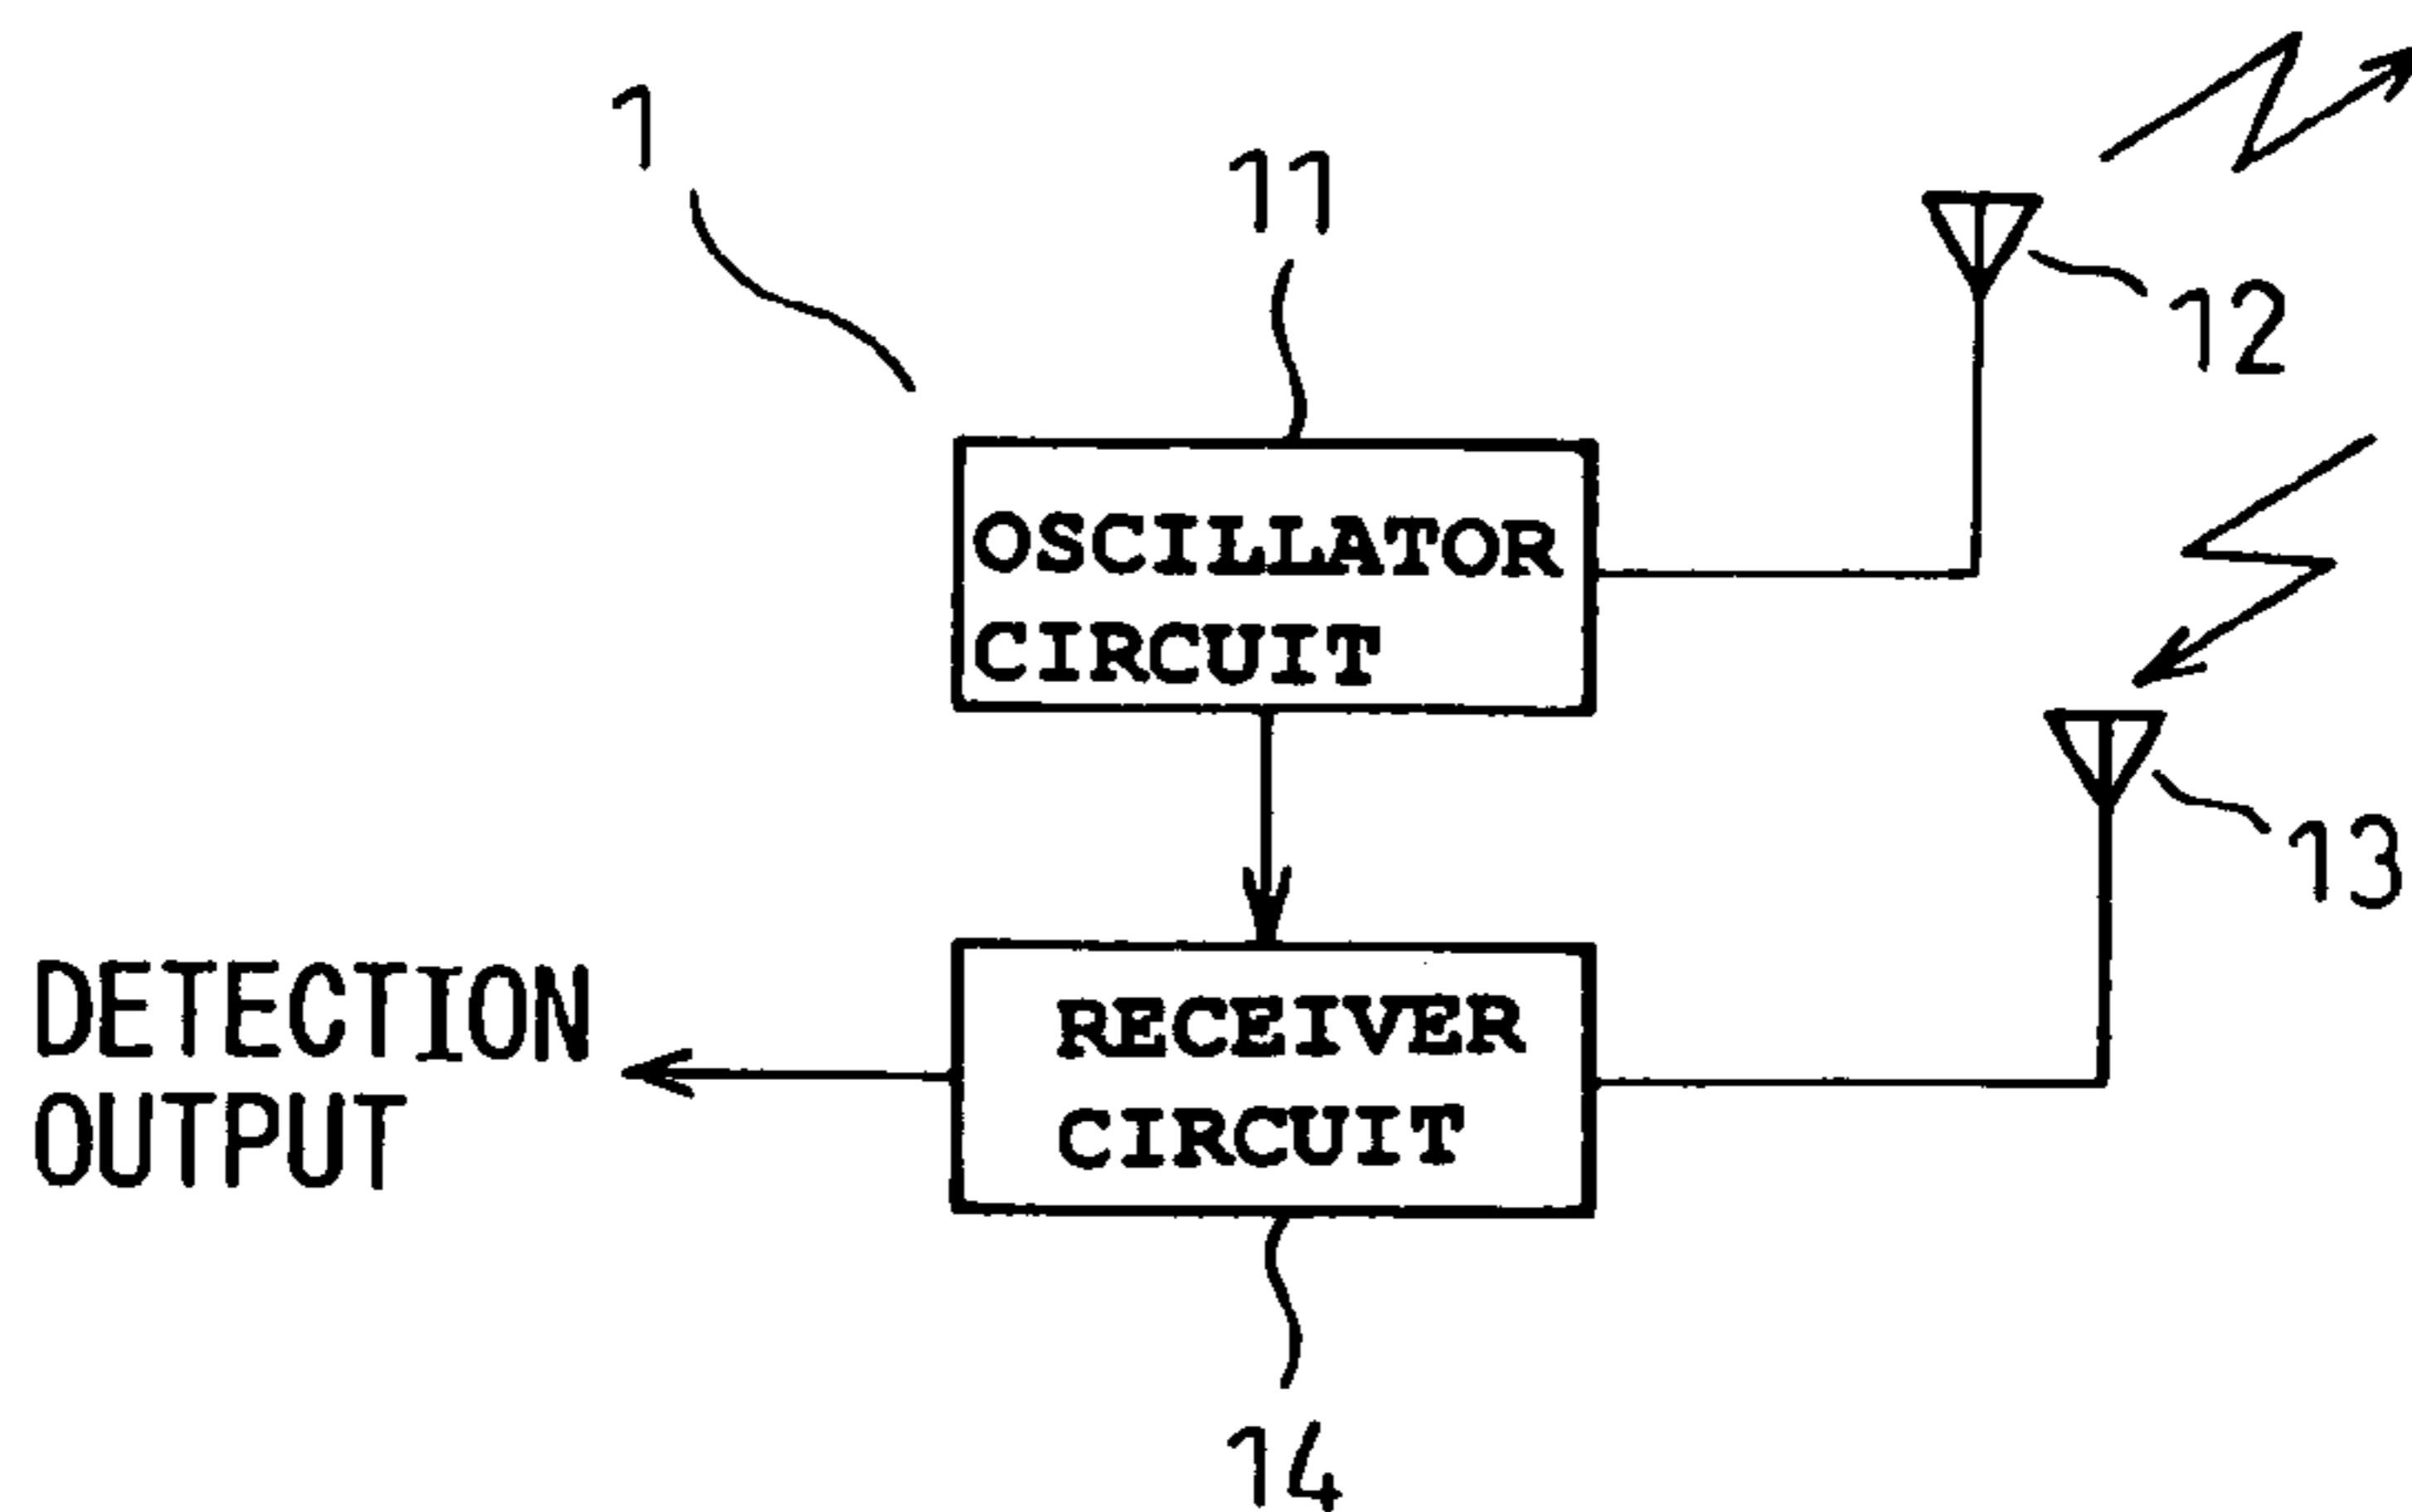 1
11
12
OSCILLATOR
CIRCUIT
13
DETECTION
OUTPUT
RECEIVER
CIRCUIT
14